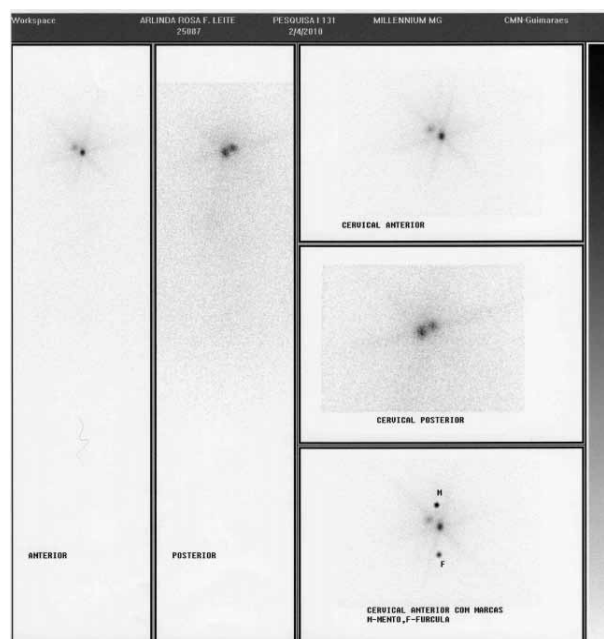 Workspace ARLINDA ROSA F. LEITE PESQUISA I 131 MILLENNIUM MG CMN-Guimaraes
25807 2/4/2010
CERVICAL ANTERIOR
CERVICAL POSTERIOR
M
F
ANTERIOR
POSTERIOR
CERVICAL ANTERIOR COM MARCAS
M-MENTO,F-FURCULA